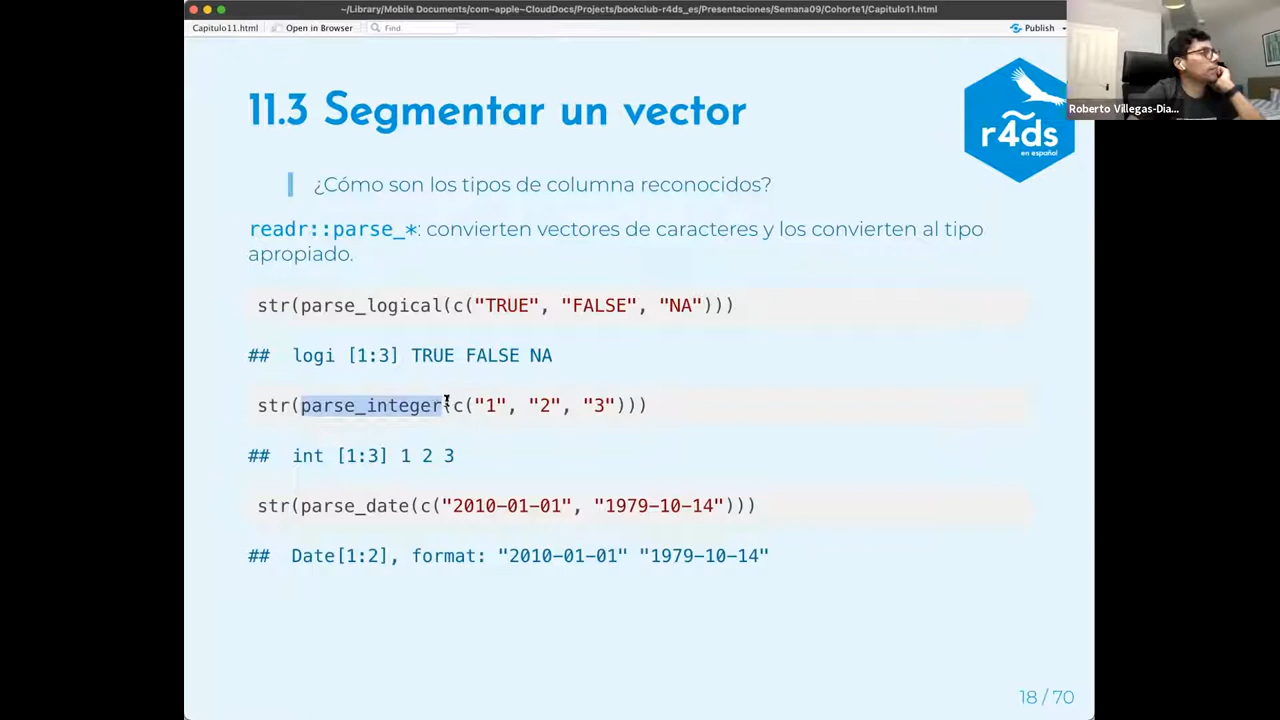 ~/Library/Mobile Documents/com~apple~CloudDocs/Projects/bookclub-r4ds_es/Presentaciones/Semana09/Cohorte1/Capitulo11.html
Capitulo11.html
Open in Browser
Find
Publish
Roberto Villegas-Dia...
11.3 Segmentar un vector
r4ds
en español
¿Cómo son los tipos de columna reconocidos?
readr::parse_*: convierten vectores de caracteres y los convierten al tipo
apropiado.
str(parse_logical(c("TRUE", "FALSE", "NA")))
## logi [1:3] TRUE FALSE NA
str(parse_integer(c("1", "2", "3")))
## int [1:3] 1 2 3
str(parse_date(c("2010-01-01", "1979-10-14")))
## Date[1:2], format: "2010-01-01" "1979-10-14"
18 / 70